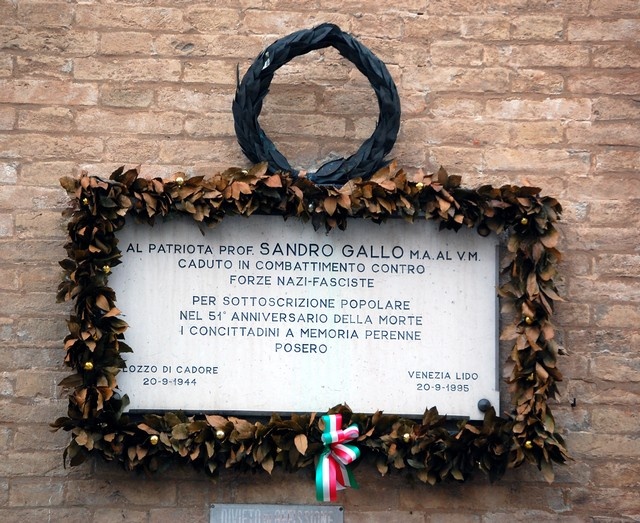 AL PATRIOTA PROF. SANDRO GALLO M.A. AL V.M.
CADUTO IN COMBATTIMENTO CONTRO
FORZE NAZI-FASCISTE
PER SOTTOSCRIZIONE POPOLARE
NEL 51° ANNIVERSARIO DELLA MORTE
I CONCITTADINI A MEMORIA PERENNE
POSERO
LOZZO DI CADORE
20-9-1944
VENEZIA LIDO
20-9-1995
DIVIETO